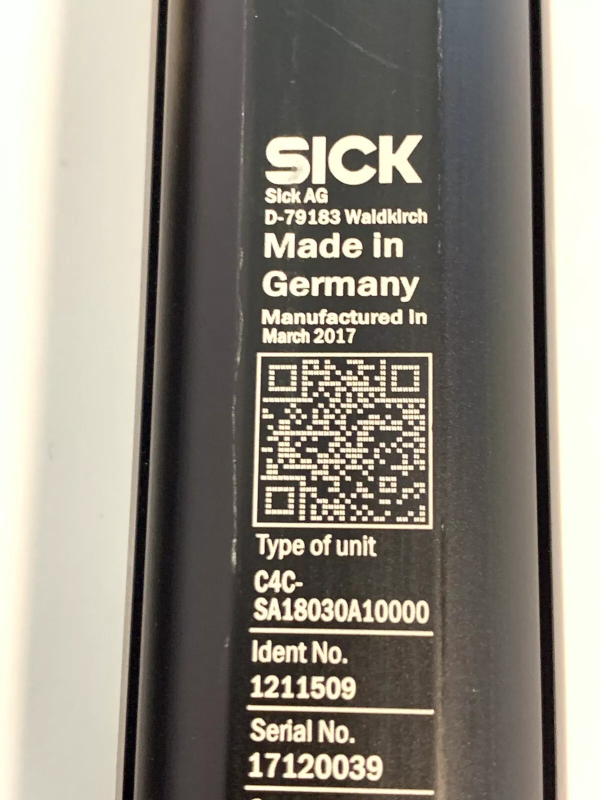 SICK
Sick AG
D-79183 Waldkirch
Made in
Germany
Manufactured in
March 2017
Type of unit
C4C-
SA18030A10000
Ident No.
1211509
Serial No.
17120039